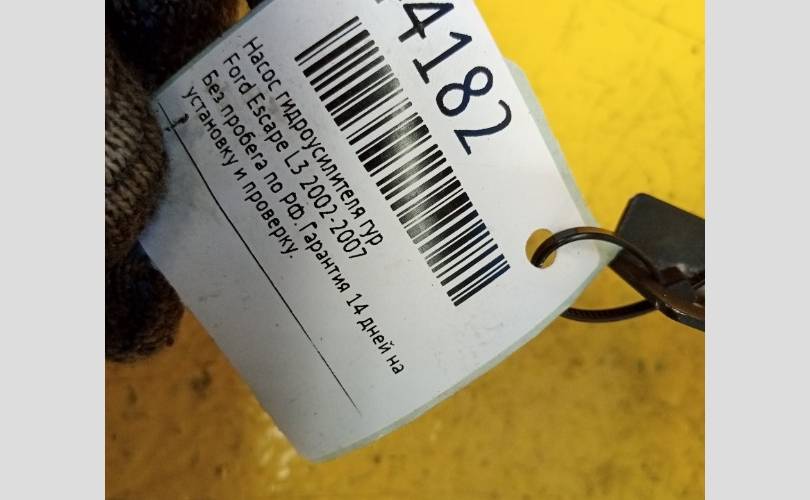 4182
Насос гидроусилителя гур
Ford Escape L3 2002-2007
Без пробега по РФ. Гарантия 14 дней на
установку и проверку.